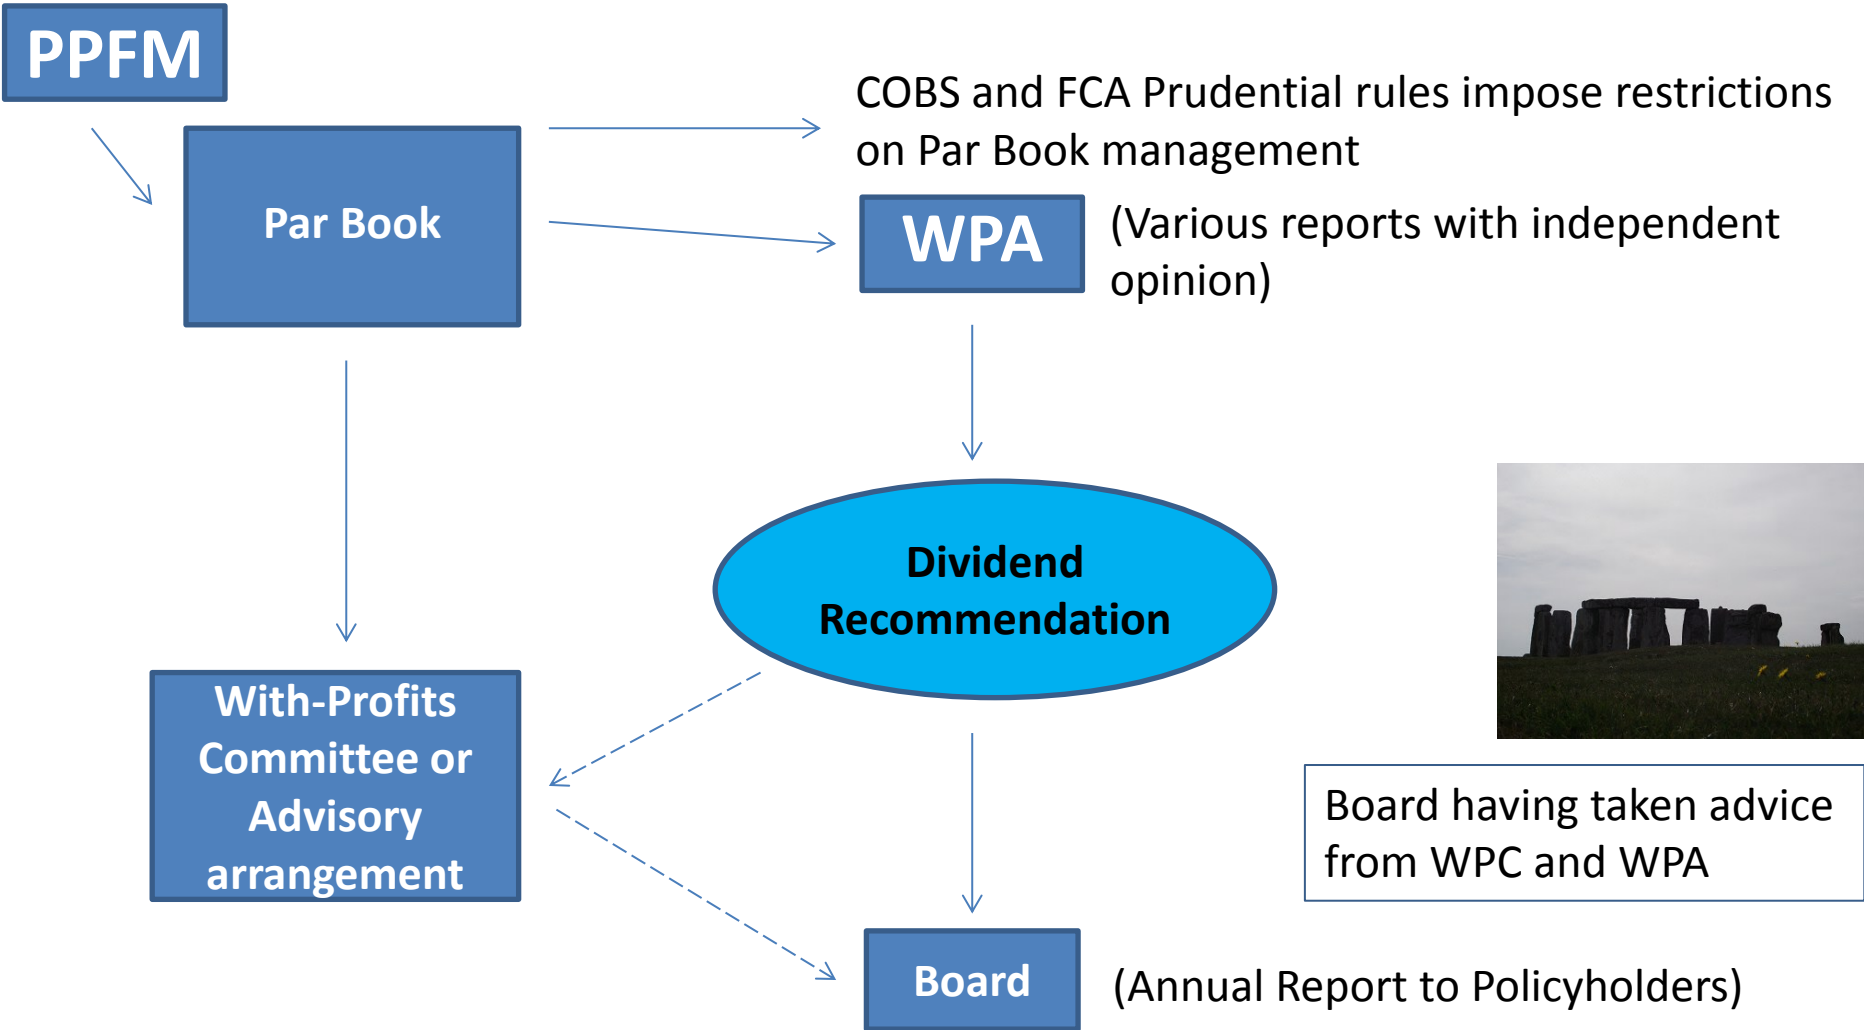 PPFM
COBS and FCA Prudential rules impose restrictions
on Par Book management
Par Book
WPA
(Various reports with independent
opinion)
Dividend
Recommendation
With-Profits
Committee or
Advisory
arrangement
Board having taken advice
from WPC and WPA
Board
(Annual Report to Policyholders)